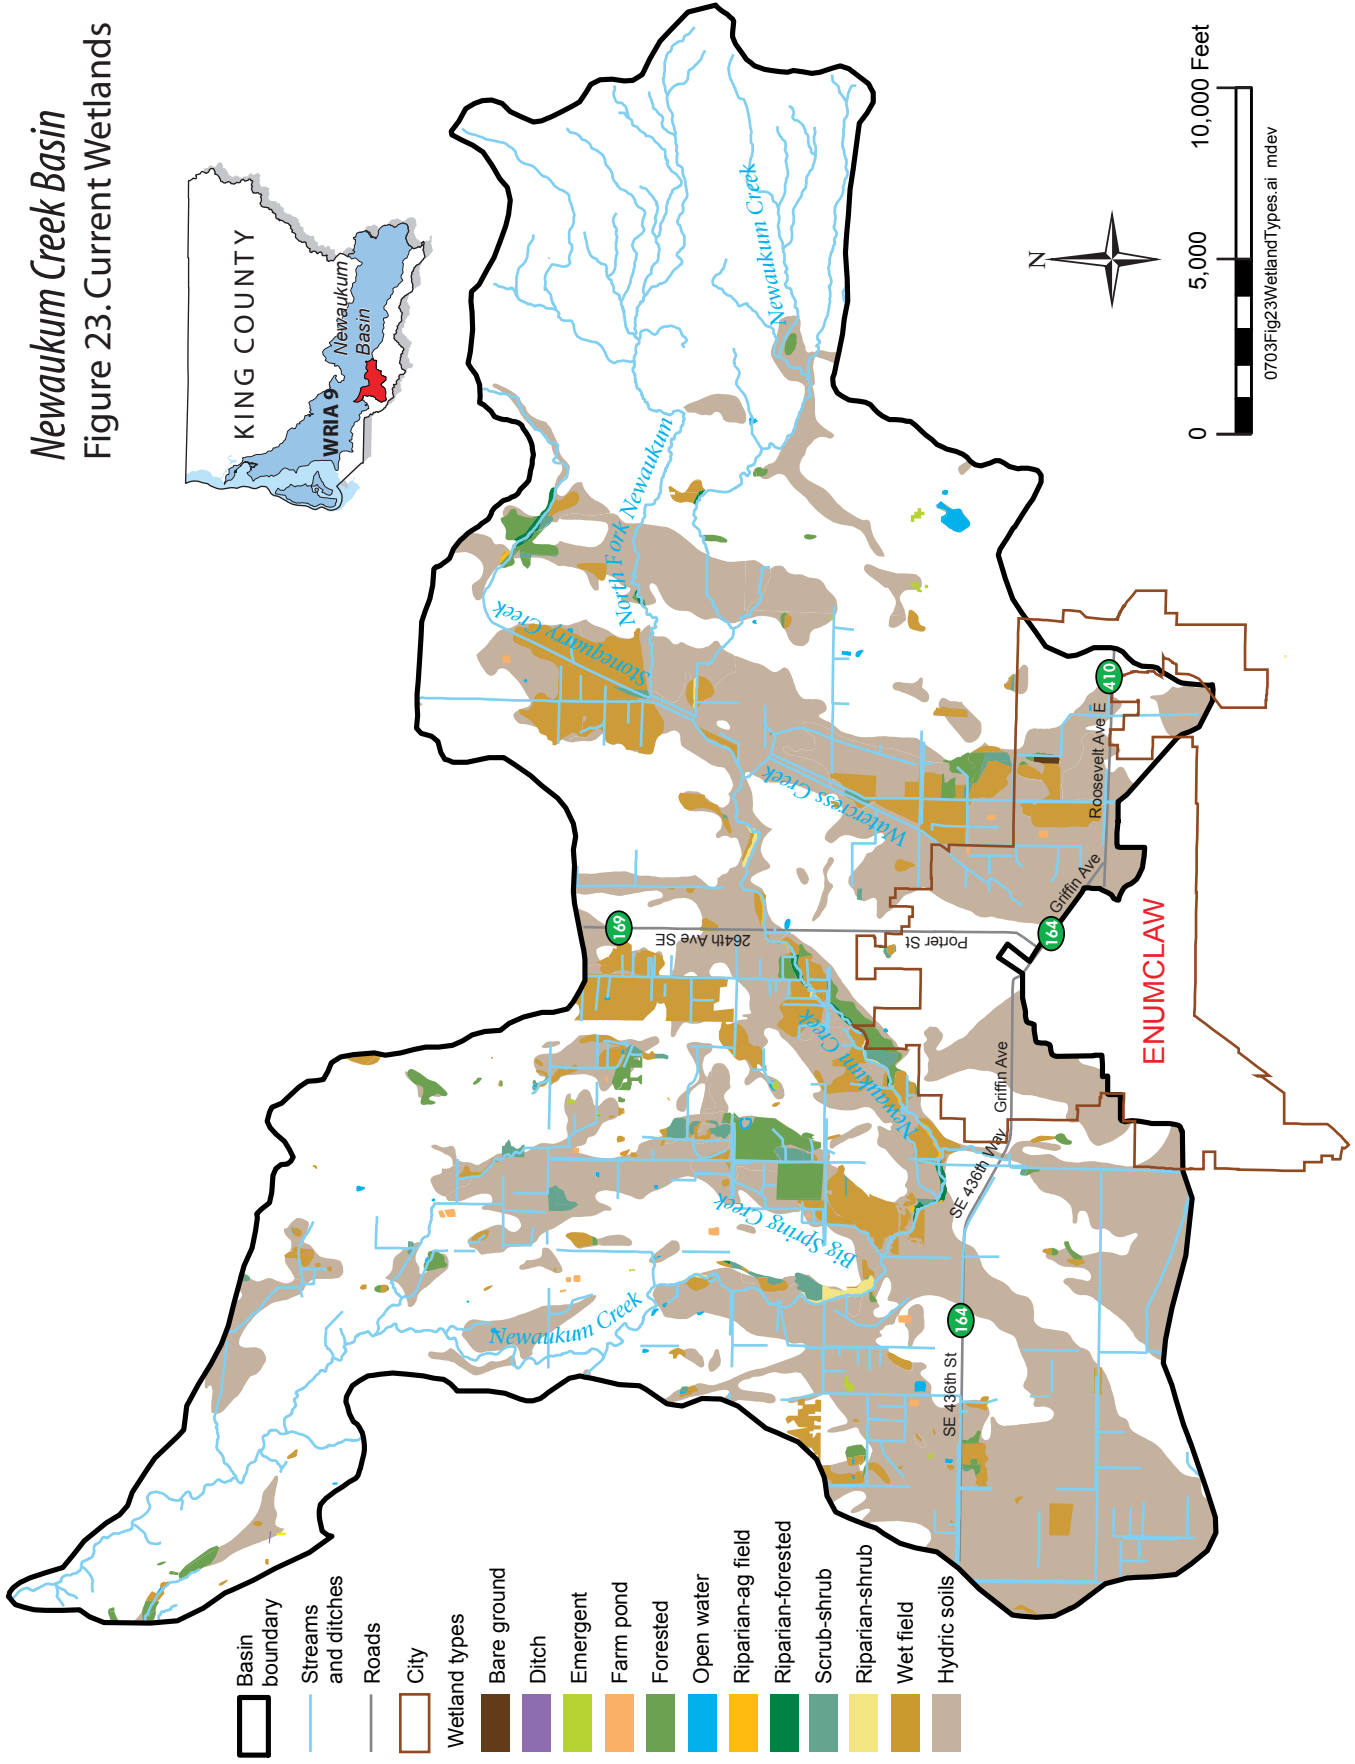 Newaukum Creek Basin
Figure 23. Current Wetlands
KING COUNTY
WRIA 9
Newaukum
Basin
Newaukum Creek
North Fork Newaukum
Stonequarry Creek
Watercress Creek
Newaukum Creek
Big Spring Creek
Newaukum Creek
169
264th Ave SE
Porter St
410
Roosevelt Ave E
Griffin Ave
164
ENUMCLAW
Griffin Ave
SE 436th Way
164
SE 436th St
N
0
5,000
10,000 Feet
0703Fig23WetlandTypes.ai mdev
Basin
boundary
Streams
and ditches
Roads
City
Wetland types
Bare ground
Ditch
Emergent
Farm pond
Forested
Open water
Riparian-ag field
Riparian-forested
Scrub-shrub
Riparian-shrub
Wet field
Hydric soils